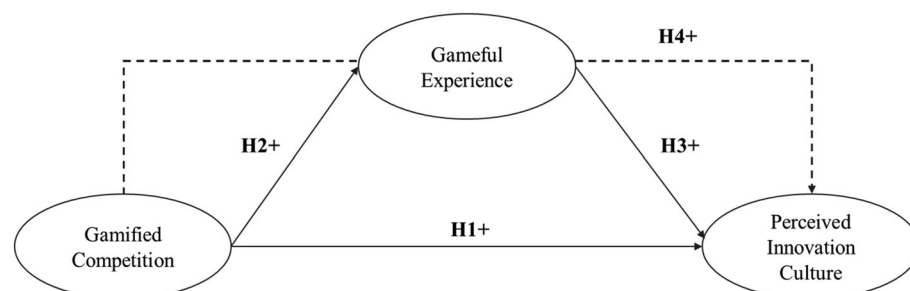 Gameful
Experience
H4+
H2+
H3+
Gamified
Competition
H1+
Perceived
Innovation
Culture